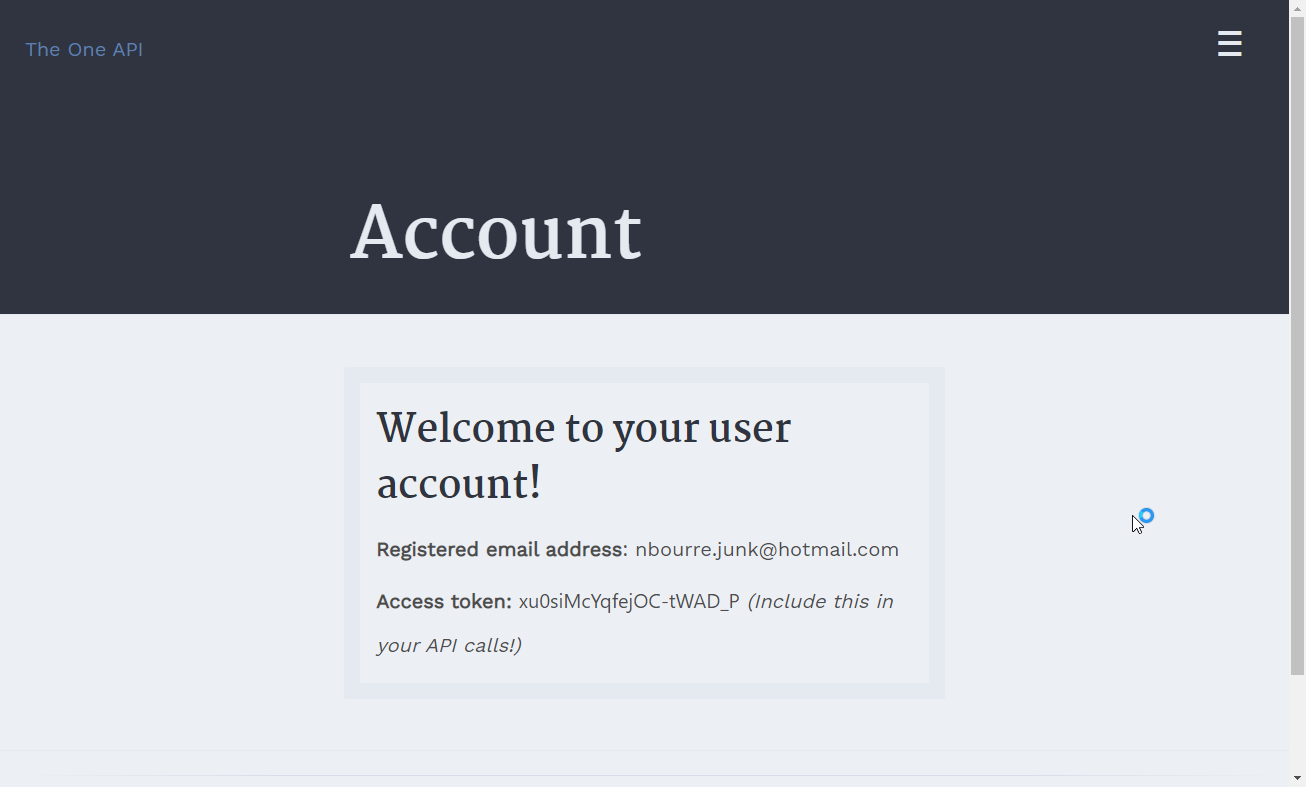 The One API
Account
Welcome to your user
account!
Registered email address: nbourre.junk@hotmail.com
Access token: xu0siMcYqfejOC-tWAD_P (Include this in
your API calls!)